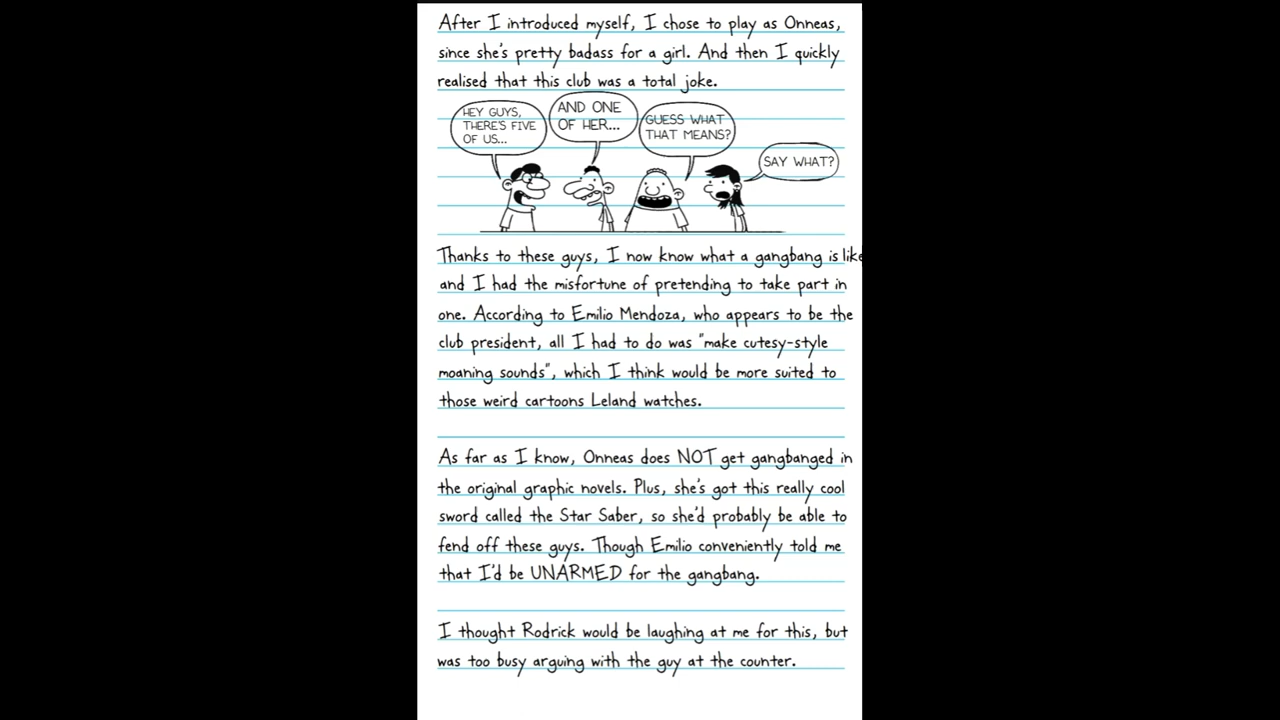 After I introduced myself, I chose to play as Onneas,
since she's pretty badass for a girl. And then I quickly
realised that this club was a total joke.
HEY GUYS,
THERE'S FIVE
OF US...
AND ONE
OF HER...
GUESS WHAT
THAT MEANS?
SAY WHAT?
Thanks to these guys, I now know what a gangbang is like
and I had the misfortune of pretending to take part in
one. According to Emilio Mendoza, who appears to be the
club president, all I had to do was "make cutesy-style
moaning sounds", which I think would be more suited to
those weird cartoons Leland watches.
As far as I know, Onneas does NOT get gangbanged in
the original graphic novels. Plus, she's got this really cool
sword called the Star Saber, so she'd probably be able to
fend off these guys. Though Emilio conveniently told me
that I'd be UNARMED for the gangbang.
I thought Rodrick would be laughing at me for this, but
was too busy arguing with the guy at the counter.